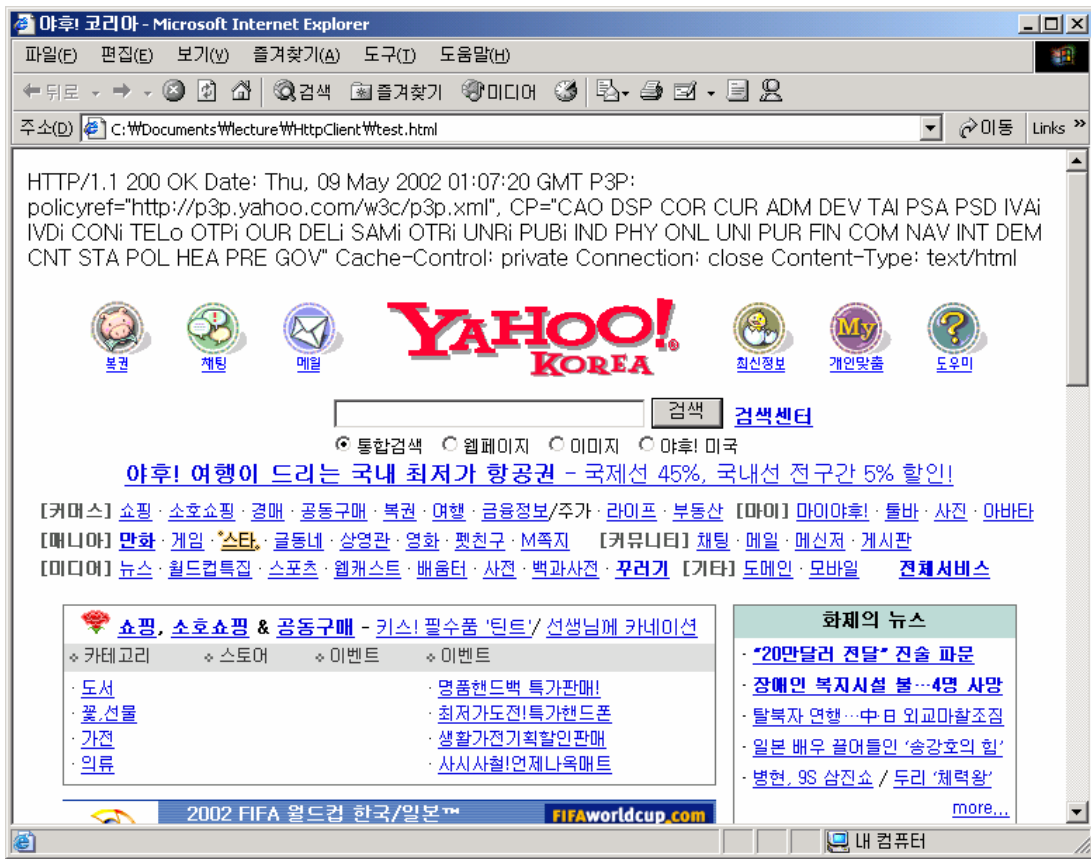 야후! 코리아 - Microsoft Internet Explorer
파일(F) 편집(E) 보기(V) 즐겨찾기(A) 도구(T) 도움말(H)
뒤로 검색 즐겨찾기 미디어
주소(D) C:₩Documents₩lecture₩HttpClient₩test.html 이동 Links »
HTTP/1.1 200 OK Date: Thu, 09 May 2002 01:07:20 GMT P3P:
policyref="http://p3p.yahoo.com/w3c/p3p.xml", CP="CAO DSP COR CUR ADM DEV TAI PSA PSD IVAi
IVDi CONi TELo OTPi OUR DELi SAMi OTRi UNRi PUBi IND PHY ONL UNI PUR FIN COM NAV INT DEM
CNT STA POL HEA PRE GOV" Cache-Control: private Connection: close Content-Type: text/html
YAHOO! KOREA
My
복권 채팅 메일 최신정보 개인맞춤 도우미
검색 검색센터
통합검색 웹페이지 이미지 야후! 미국
야후! 여행이 드리는 국내 최저가 항공권 - 국제선 45%, 국내선 전구간 5% 할인!
[커머스] 쇼핑 · 소호쇼핑 · 경매 · 공동구매 · 복권 · 여행 · 금융정보/주가 · 라이프 · 부동산 [마이] 마이야후! · 툴바 · 사진 · 아바타
[매니아] 만화 · 게임 · 스타 · 글동네 · 상영관 · 영화 · 펫친구 · M쪽지 [커뮤니티] 채팅 · 메일 · 메신저 · 게시판
[미디어] 뉴스 · 월드컵특집 · 스포츠 · 웹캐스트 · 배움터 · 사전 · 백과사전 · 꾸러기 [기타] 도메인 · 모바일 전체서비스
쇼핑, 소호쇼핑 & 공동구매 - 키스! 필수품 '틴트'/ 선생님께 카네이션
카테고리 스토어 이벤트 이벤트
· 도서 · 명품핸드백 특가판매!
· 꽃,선물 · 최저가도전!특가핸드폰
· 가전 · 생활가전기획할인판매
· 의류 · 사시사철!언제나옥매트
화제의 뉴스
· "20만달러 전달" 진술 파문
· 장애인 복지시설 불…4명 사망
· 탈북자 연행…中·日 외교마찰조짐
· 일본 배우 끌어들인 '송강호의 힘'
· 병현, 9S 삼진쇼 / 두리 '체력왕'
more...
2002 FIFA 월드컵 한국/일본™ FIFAworldcup.com
내 컴퓨터